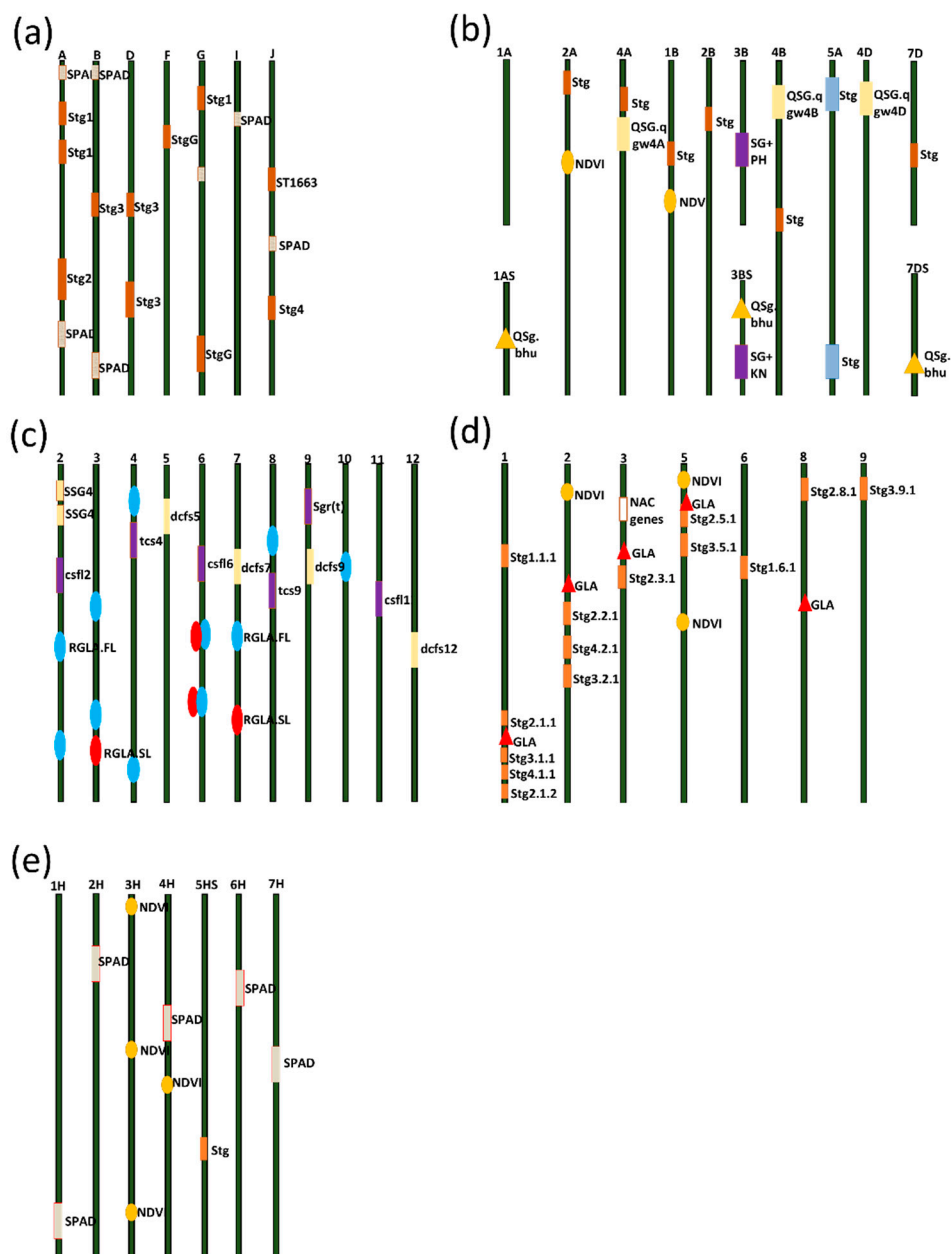 (a)
A B D F G I J
SPAD SPAD
Stg1
Stg1
SPAD
StgG
Stg1
ST1663
Stg3 Stg3
SPAD
Stg2
Stg3
Stg4
SPAD
StgG
SPAD
(b)
1A 2A 4A 1B 2B 3B 4B 5A 4D 7D
Stg
Stg
QSG.q
gw4B
Stg
QSG.q
gw4D
Stg
QSG.q
gw4A
NDVI
Stg
SG+
PH
Stg
NDV
Stg
1AS
3BS
7DS
QSg.
bhu
QSg.
bhu
SG+
KN
Stg
QSg.
bhu
(c)
2 3 4 5 6 7 8 9 10 11 12
SSG4
SSG4
dcfs5
Sgr(t)
tcs4
csfl2
csfl6
dcfs7
tcs9
dcfs9
csfl1
RGLA.FL
RGLA.FL
dcfs12
RGLA.SL
RGLA.SL
(d)
1 2 3 5 6 8 9
NDVI
NDVI
NAC
genes
GLA
Stg2.5.1
Stg2.8.1
Stg3.9.1
Stg1.1.1
GLA
GLA
Stg2.3.1
Stg3.5.1
Stg1.6.1
Stg2.2.1
GLA
NDVI
Stg4.2.1
Stg3.2.1
Stg2.1.1
GLA
Stg3.1.1
Stg4.1.1
Stg2.1.2
(e)
1H 2H 3H 4H 5HS 6H 7H
NDVI
SPAD
SPAD
SPAD
NDVI
SPAD
NDVI
Stg
SPAD
NDVI